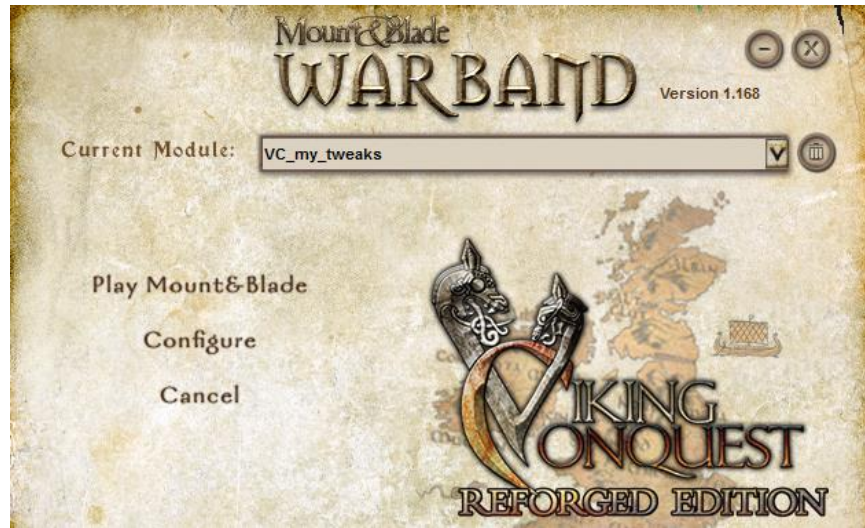 Mount&Blade
WARBAND
Version 1.168
Current Module:
VC_my_tweaks
Play Mount&Blade
Configure
Cancel
VIKING
CONQUEST
REFORGED EDITION